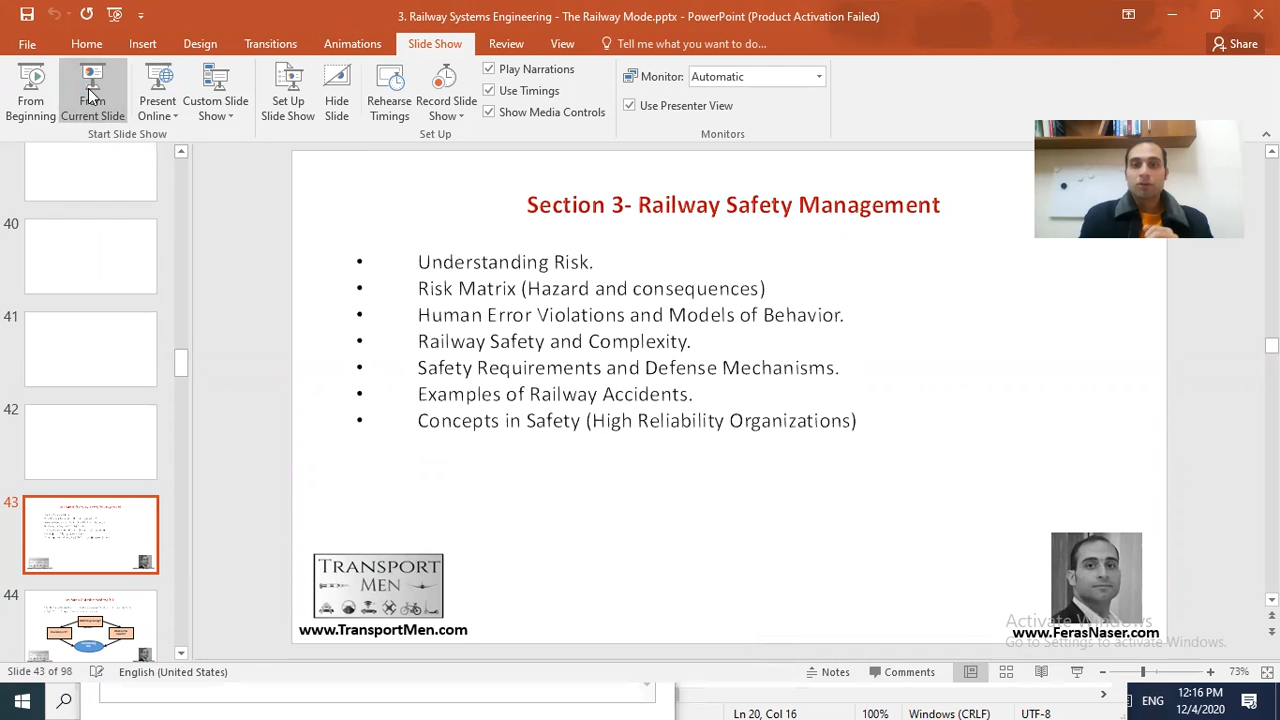 3. Railway Systems Engineering - The Railway Mode.pptx - PowerPoint (Product Activation Failed)
File Home Insert Design Transitions Animations Slide Show Review View Tell me what you want to do... Share
From Beginning
From Current Slide
Present Online
Custom Slide Show
Set Up Slide Show
Hide Slide
Rehearse Timings
Record Slide Show
Play Narrations
Use Timings
Show Media Controls
Monitor: Automatic
Use Presenter View
Start Slide Show
Set Up
Monitors
40
41
42
43
44
Section 3- Railway Safety Management
• Understanding Risk.
• Risk Matrix (Hazard and consequences)
• Human Error Violations and Models of Behavior.
• Railway Safety and Complexity.
• Safety Requirements and Defense Mechanisms.
• Examples of Railway Accidents.
• Concepts in Safety (High Reliability Organizations)
TRANSPORT
MEN
www.TransportMen.com
www.FerasNaser.com
Activate Windows
Go to Settings to activate Windows.
Slide 43 of 98 English (United States) Notes Comments 73%
Ln 20, Col 16 100% Windows (CRLF) UTF-8
ENG
12:16 PM
12/4/2020